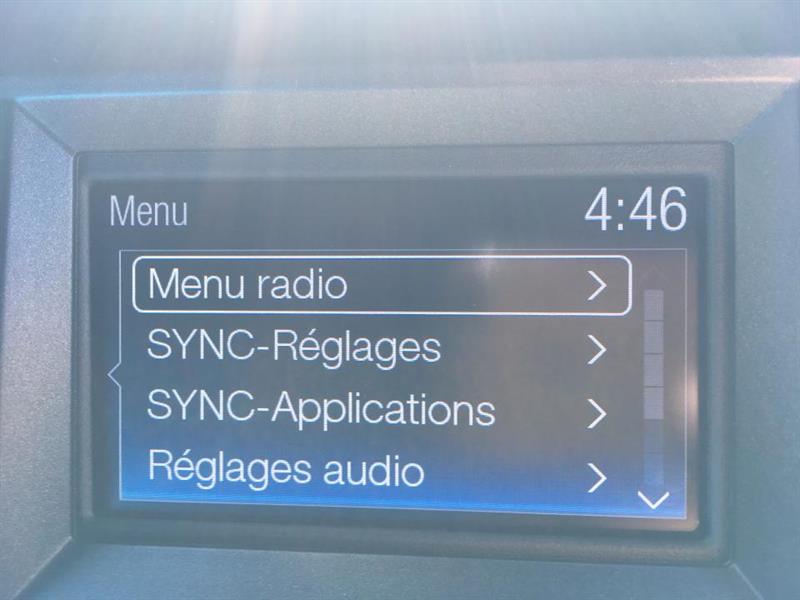 Menu
4:46
Menu radio
SYNC-Réglages
SYNC-Applications
Réglages audio